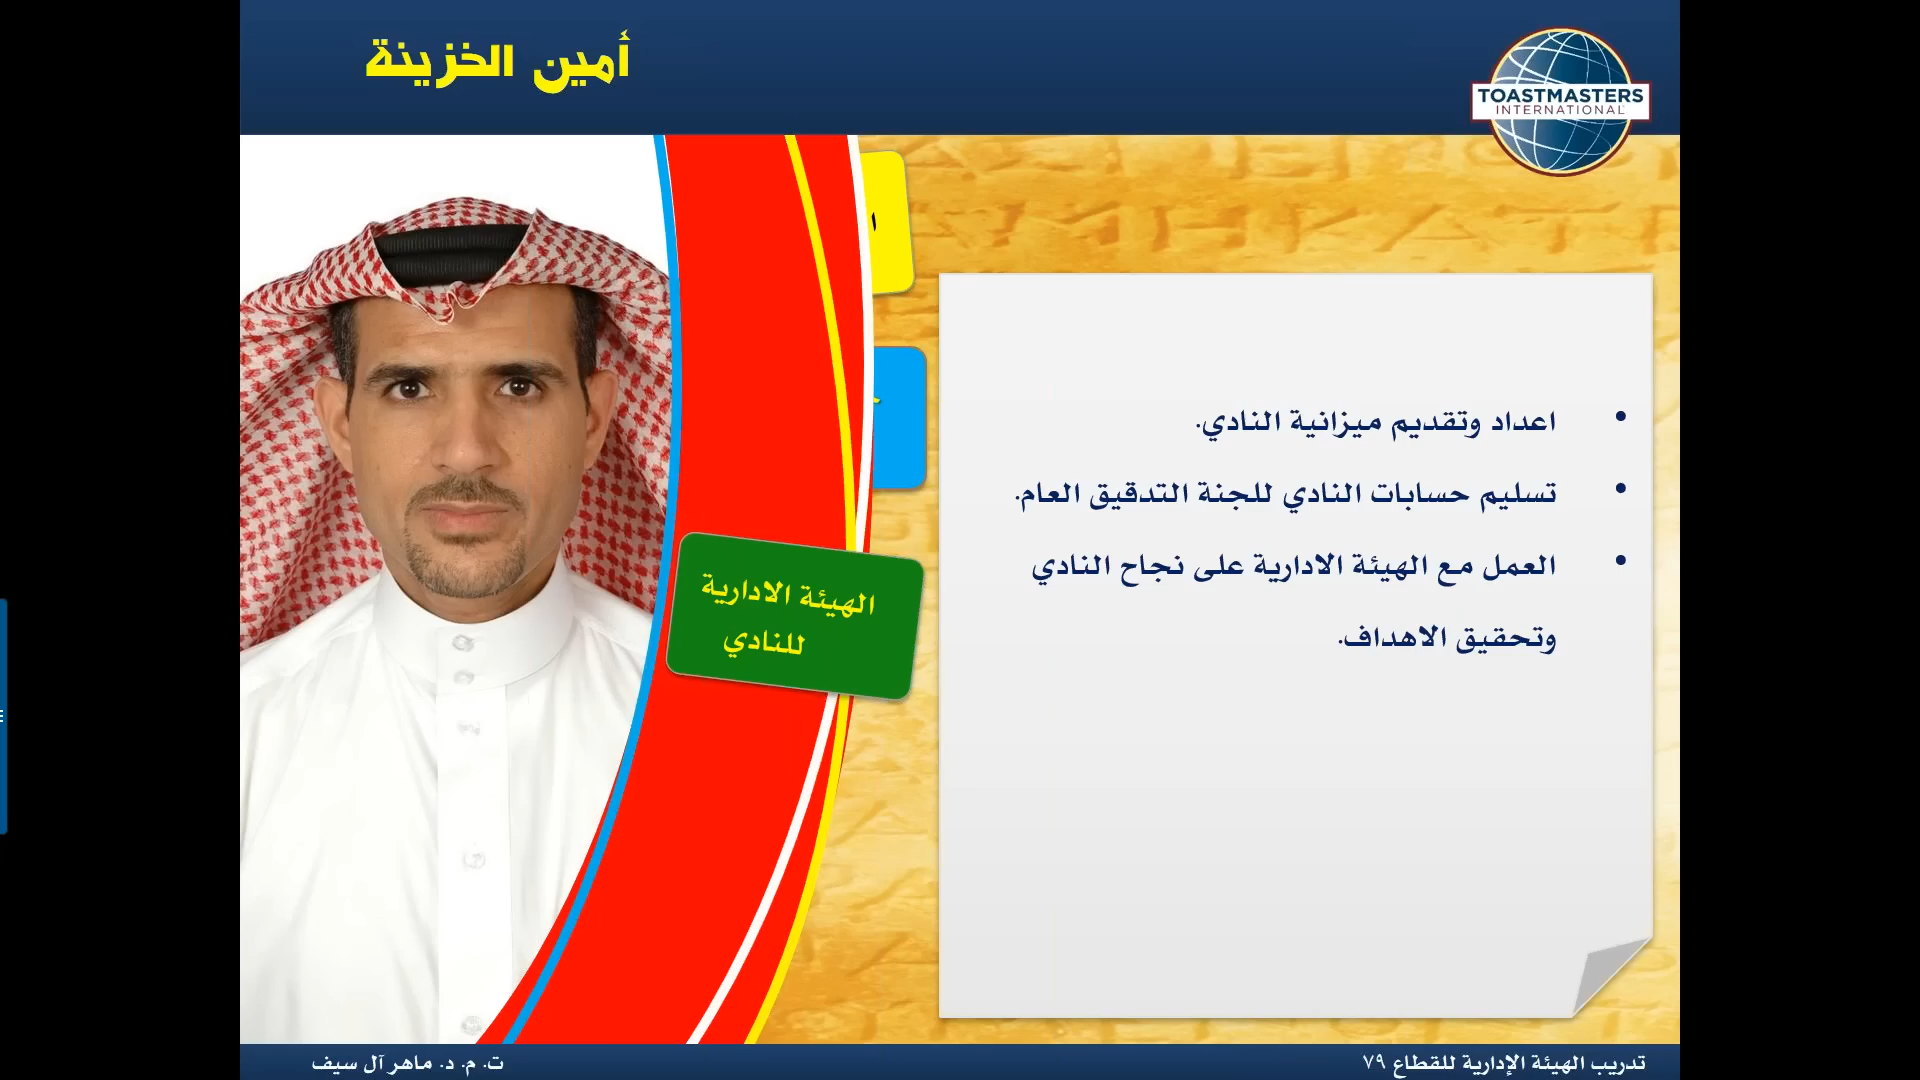 أمين الخزينة
TOASTMASTERS
INTERNATIONAL
اعداد وتقديم ميزانية النادي.
تسليم حسابات النادي للجنة التدقيق العام.
العمل مع الهيئة الادارية على نجاح النادي
وتحقيق الاهداف.
الهيئة الادارية
للنادي
تدريب الهيئة الإدارية للقطاع ٧٩
ت. م. د. ماهر آل سيف